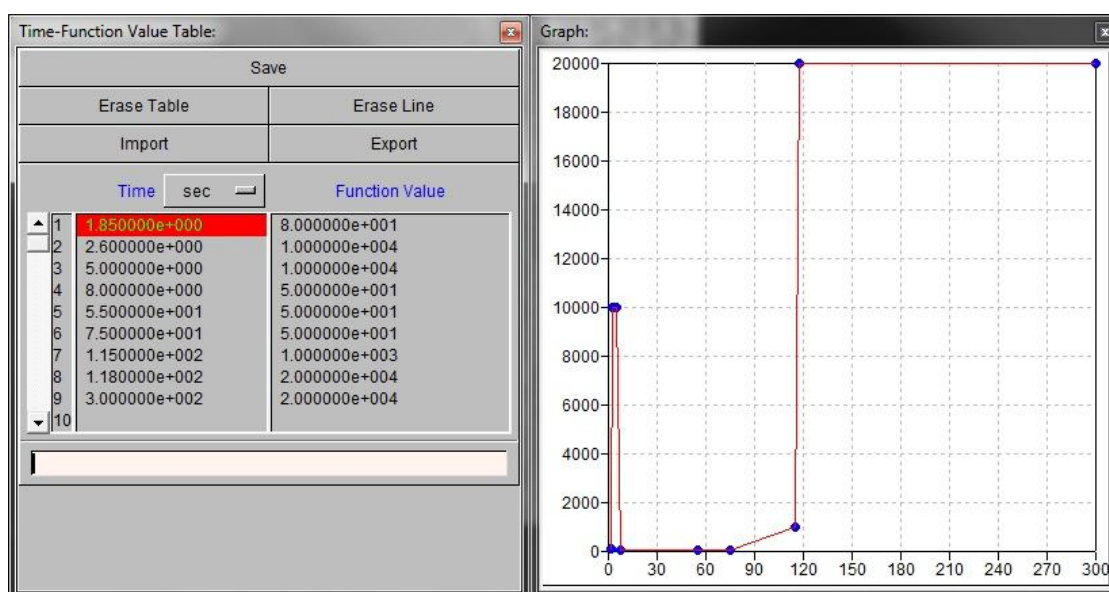 Time-Function Value Table:
Save
Erase Table Erase Line
Import Export
Time sec Function Value
1 1.850000e+000 8.000000e+001
2 2.600000e+000 1.000000e+004
3 5.000000e+000 1.000000e+004
4 8.000000e+000 5.000000e+001
5 5.500000e+001 5.000000e+001
6 7.500000e+001 5.000000e+001
7 1.150000e+002 1.000000e+003
8 1.180000e+002 2.000000e+004
9 3.000000e+002 2.000000e+004
10
Graph:
20000
18000
16000
14000
12000
10000
8000
6000
4000
2000
0
0 30 60 90 120 150 180 210 240 270 300